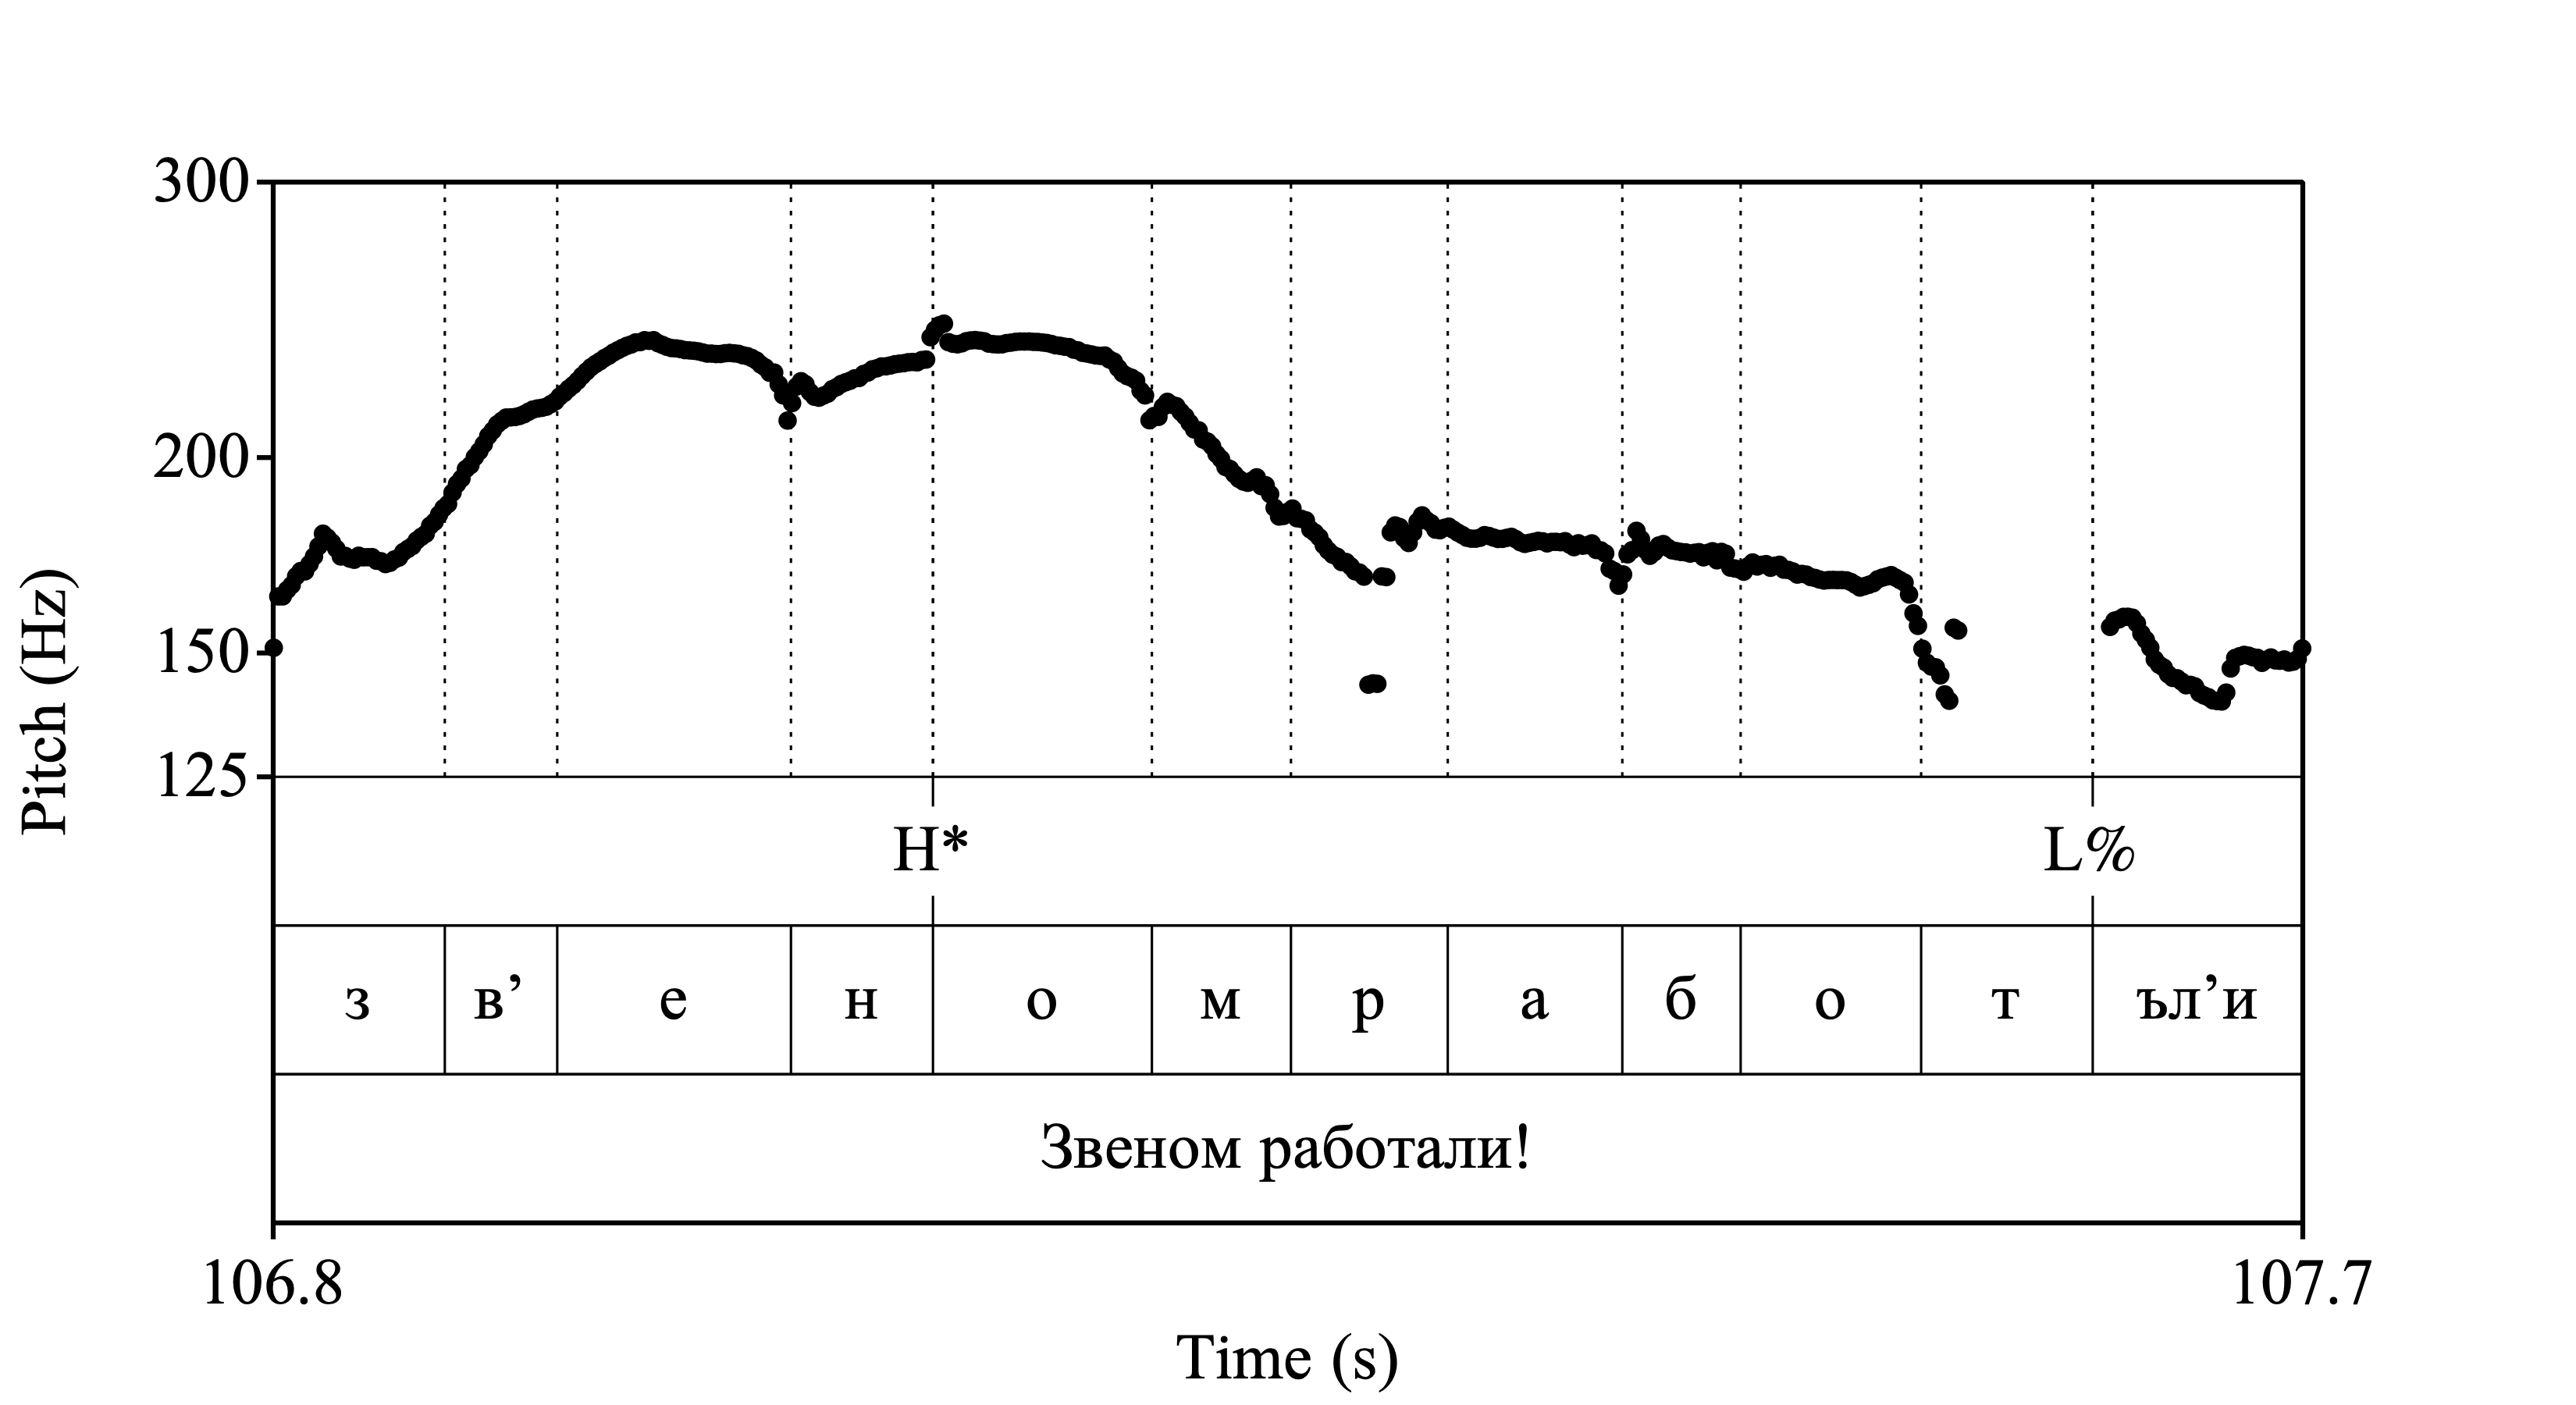 300
200
150
125
Pitch (Hz)
H* L%
з в’ е н о м р а б о т ъл’и
Звеном работали!
106.8 107.7
Time (s)